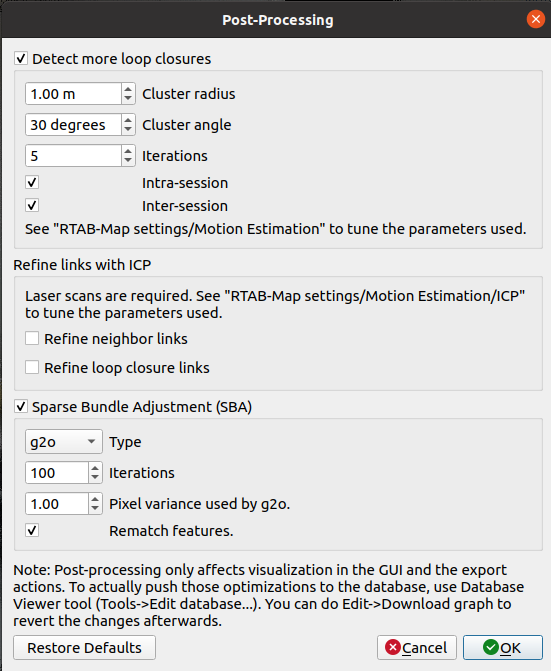 Post-Processing
Detect more loop closures
1.00 m Cluster radius
30 degrees Cluster angle
5 Iterations
Intra-session
Inter-session
See "RTAB-Map settings/Motion Estimation" to tune the parameters used.
Refine links with ICP
Laser scans are required. See "RTAB-Map settings/Motion Estimation/ICP"
to tune the parameters used.
Refine neighbor links
Refine loop closure links
Sparse Bundle Adjustment (SBA)
g2o Type
100 Iterations
1.00 Pixel variance used by g2o.
Rematch features.
Note: Post-processing only affects visualization in the GUI and the export
actions. To actually push those optimizations to the database, use Database
Viewer tool (Tools->Edit database...). You can do Edit->Download graph to
revert the changes afterwards.
Restore Defaults Cancel OK